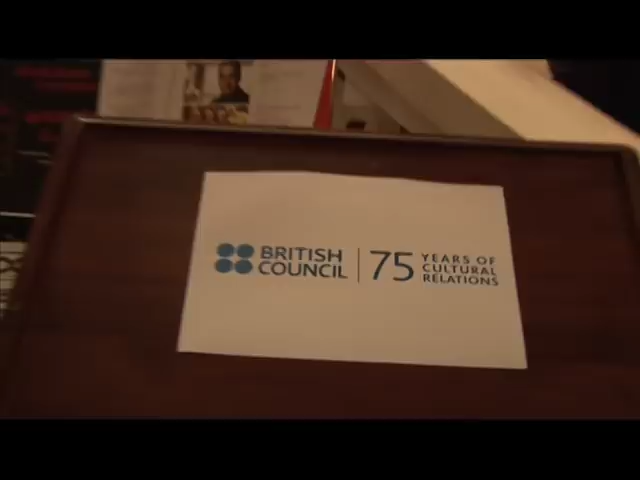 BRITISH
COUNCIL
75
YEARS OF
CULTURAL
RELATIONS